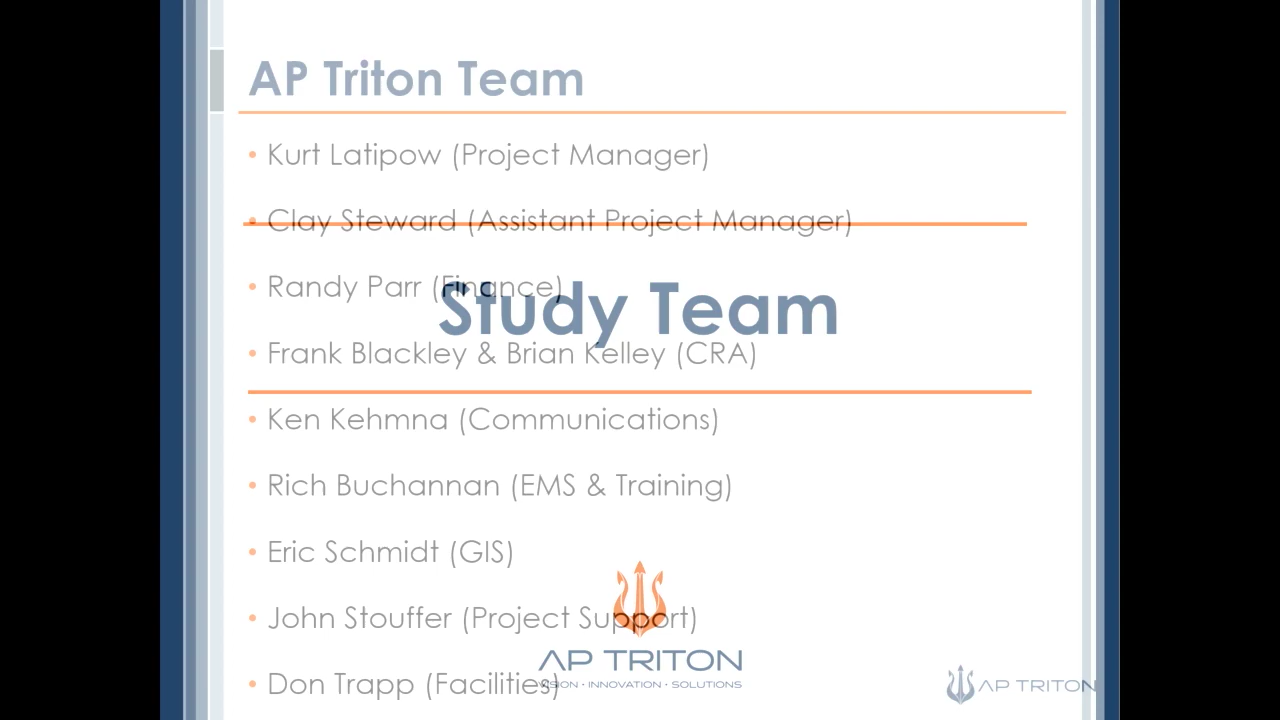 AP Triton Team
• Kurt Latipow (Project Manager)
• Clay Steward (Assistant Project Manager)
• Randy Parr (Finance)
Study Team
• Frank Blackley & Brian Kelley (CRA)
• Ken Kehmna (Communications)
• Rich Buchannan (EMS & Training)
• Eric Schmidt (GIS)
• John Stouffer (Project Support)
AP TRITON
• Don Trapp (Facilities)
VISION • INNOVATION • SOLUTIONS
AP TRITON